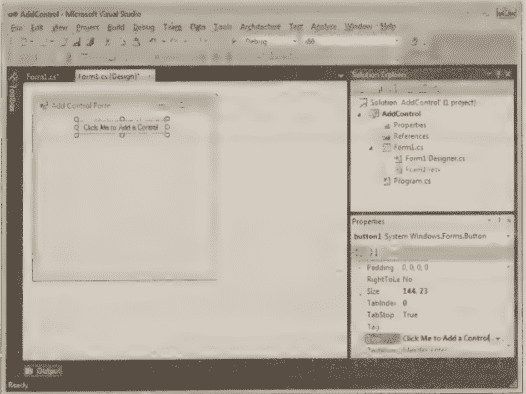 AddControl - Microsoft Visual Studio
File Edit View Project Build Debug Team Data Tools Architecture Test Analyze Window Help
Debug
Form1.cs*
Form1.cs [Design]*
Add Control Form
Click Me to Add a Control
Solution Explorer
Solution 'AddControl' (1 project)
AddControl
Properties
References
Form1.cs
Form1.Designer.cs
Program.cs
Properties
button1 System.Windows.Forms.Button
Padding 0, 0, 0, 0
RightToLe No
Size 144, 23
TabIndex 0
TabStop True
Tag
Click Me to Add a Control
Output
Ready